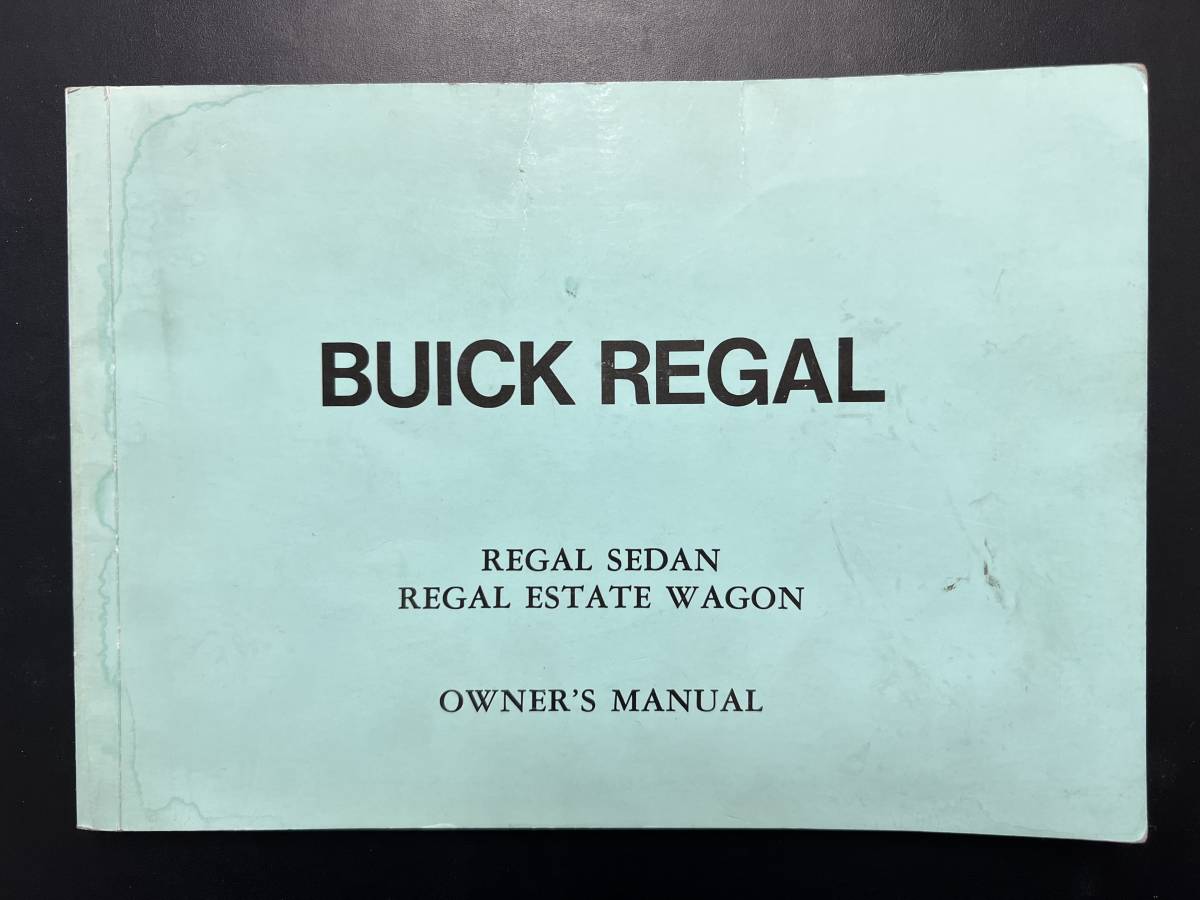 BUICK REGAL
REGAL SEDAN
REGAL ESTATE WAGON
OWNER'S MANUAL